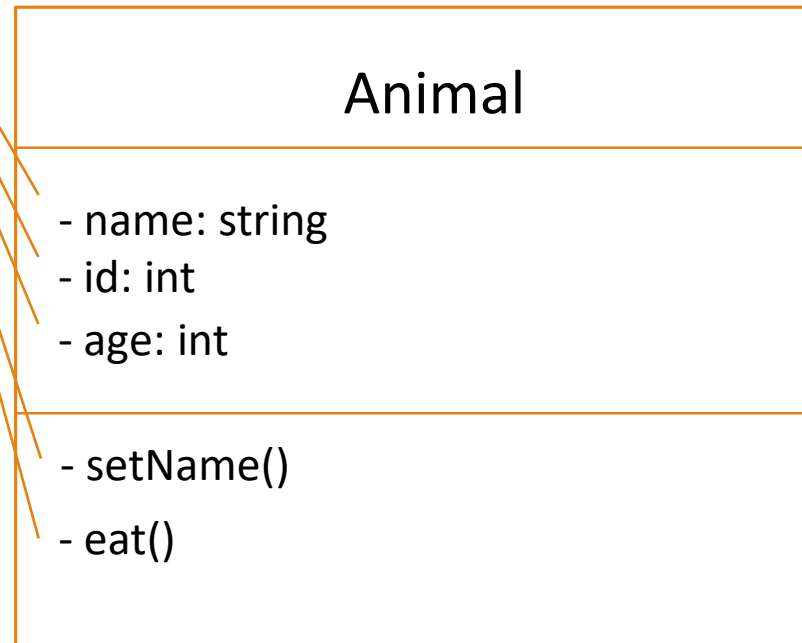 Animal
- name: string
- id: int
- age: int
- setName()
- eat()